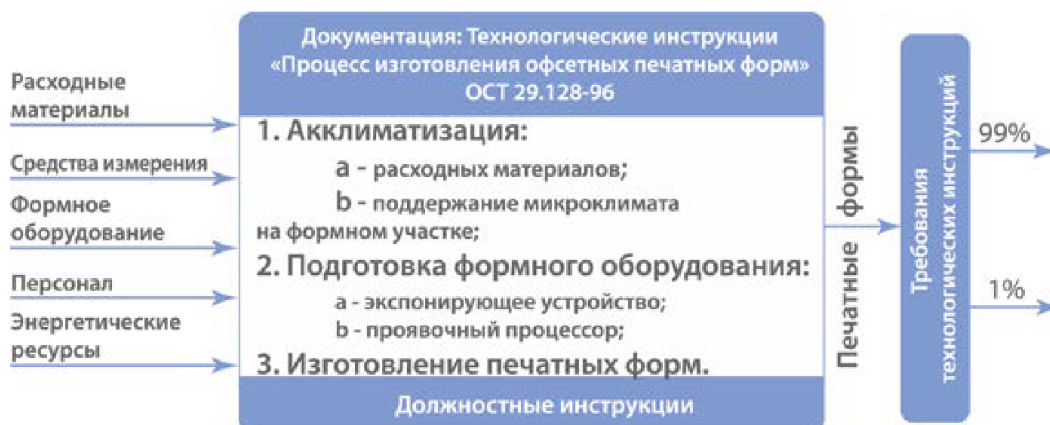 Документация: Технологические инструкции
«Процесс изготовления офсетных печатных форм»
ОСТ 29.128-96
Расходные
материалы
Средства измерения
Формное
оборудование
Персонал
Энергетические
ресурсы
1. Акклиматизация:
a - расходных материалов;
b - поддержание микроклимата
на формном участке;
2. Подготовка формного оборудования:
a - экспонирующее устройство;
b - проявочный процессор;
3. Изготовление печатных форм.
Должностные инструкции
Печатные формы
Требования
технологических инструкций
99%
1%